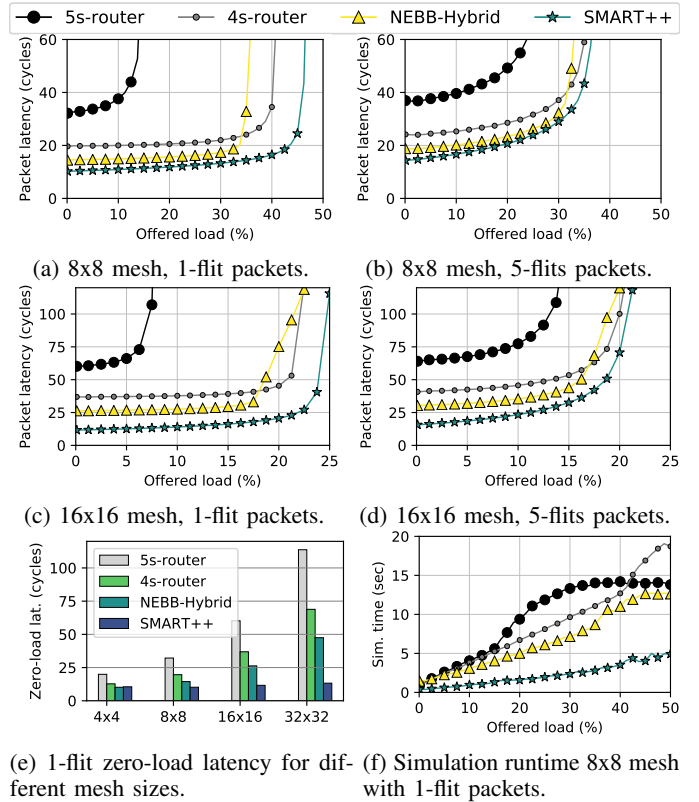 5s-router 4s-router NEBB-Hybrid SMART++
Packet latency (cycles)
60
40
20
0
0 10 20 30 40 50
Offered load (%)
(a) 8x8 mesh, 1-flit packets.
Packet latency (cycles)
60
40
20
0
0 10 20 30 40 50
Offered load (%)
(b) 8x8 mesh, 5-flits packets.
Packet latency (cycles)
100
75
50
25
0
0 5 10 15 20 25
Offered load (%)
(c) 16x16 mesh, 1-flit packets.
Packet latency (cycles)
100
75
50
25
0
0 5 10 15 20 25
Offered load (%)
(d) 16x16 mesh, 5-flits packets.
Zero-load lat. (cycles)
100
75
50
25
0
5s-router
4s-router
NEBB-Hybrid
SMART++
4x4 8x8 16x16 32x32
(e) 1-flit zero-load latency for dif-
ferent mesh sizes.
Sim. time (sec)
20
15
10
5
0
0 10 20 30 40 50
Offered load (%)
(f) Simulation runtime 8x8 mesh
with 1-flit packets.